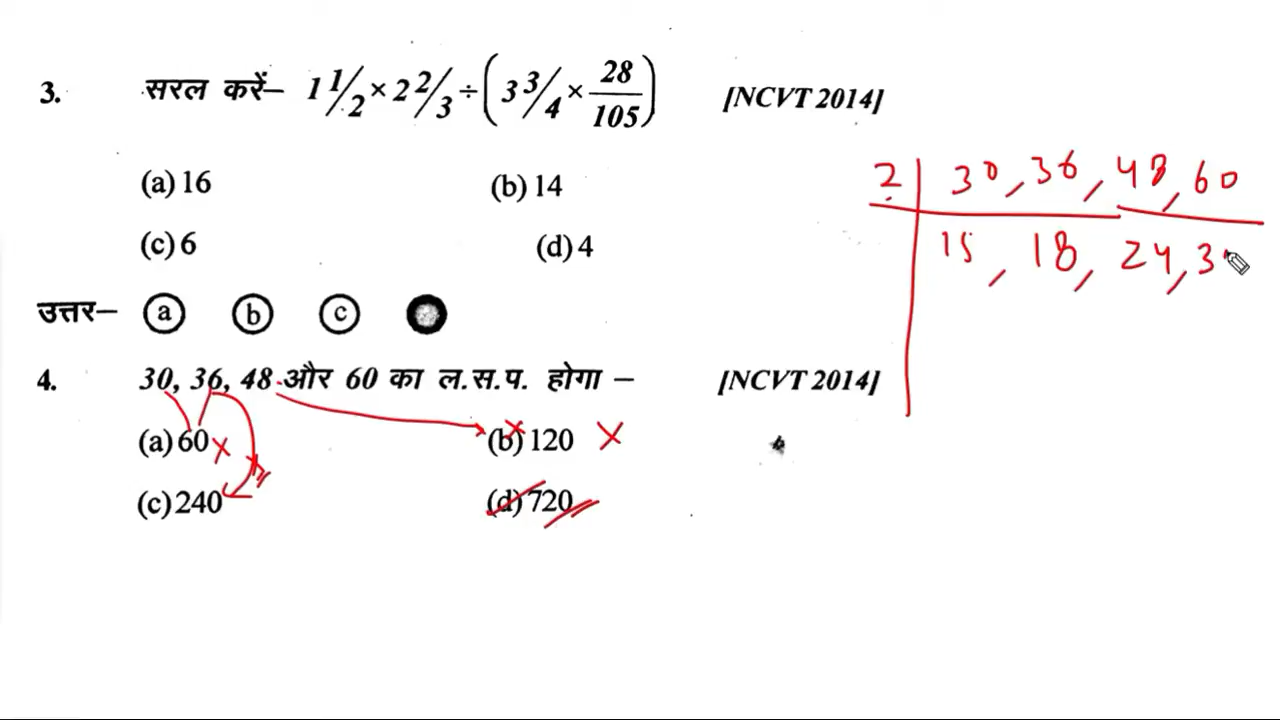 3. सरल करें– 1 1/2 × 2 2/3 ÷ (3 3/4 × 28/105) [NCVT 2014]
(a) 16 (b) 14
(c) 6 (d) 4
उत्तर– a b c
4. 30, 36, 48 और 60 का ल.स.प. होगा – [NCVT 2014]
(a) 60 (b) 120
(c) 240 (d) 720
2 | 30, 36, 48, 60
15, 18, 24, 3